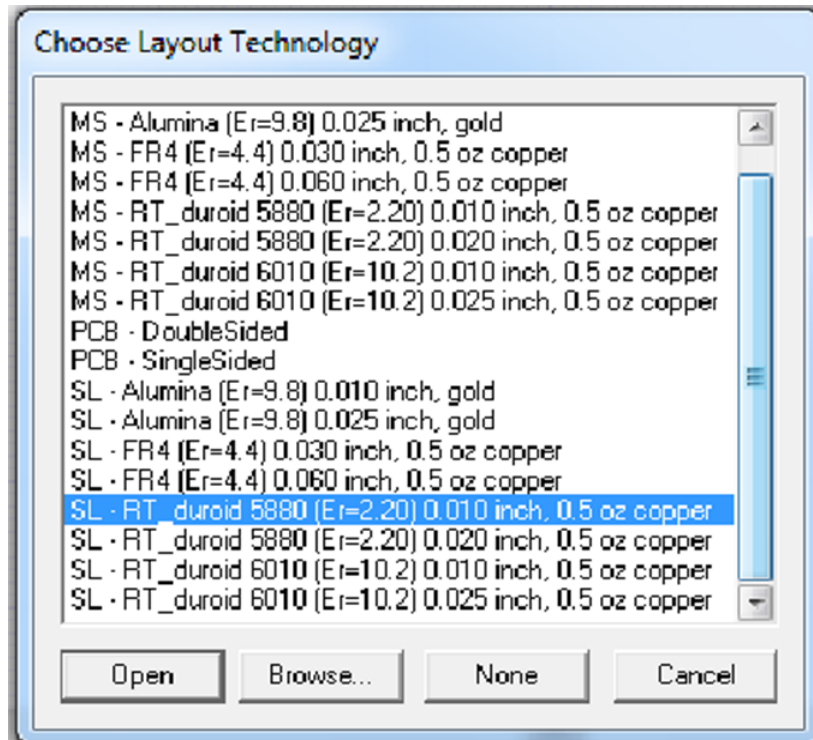 Choose Layout Technology
MS - Alumina (Er=9.8) 0.025 inch, gold
MS - FR4 (Er=4.4) 0.030 inch, 0.5 oz copper
MS - FR4 (Er=4.4) 0.060 inch, 0.5 oz copper
MS - RT_duroid 5880 (Er=2.20) 0.010 inch, 0.5 oz copper
MS - RT_duroid 5880 (Er=2.20) 0.020 inch, 0.5 oz copper
MS - RT_duroid 6010 (Er=10.2) 0.010 inch, 0.5 oz copper
MS - RT_duroid 6010 (Er=10.2) 0.025 inch, 0.5 oz copper
PCB - DoubleSided
PCB - SingleSided
SL - Alumina (Er=9.8) 0.010 inch, gold
SL - Alumina (Er=9.8) 0.025 inch, gold
SL - FR4 (Er=4.4) 0.030 inch, 0.5 oz copper
SL - FR4 (Er=4.4) 0.060 inch, 0.5 oz copper
SL - RT_duroid 5880 (Er=2.20) 0.010 inch, 0.5 oz copper
SL - RT_duroid 5880 (Er=2.20) 0.020 inch, 0.5 oz copper
SL - RT_duroid 6010 (Er=10.2) 0.010 inch, 0.5 oz copper
SL - RT_duroid 6010 (Er=10.2) 0.025 inch, 0.5 oz copper
Open Browse... None Cancel